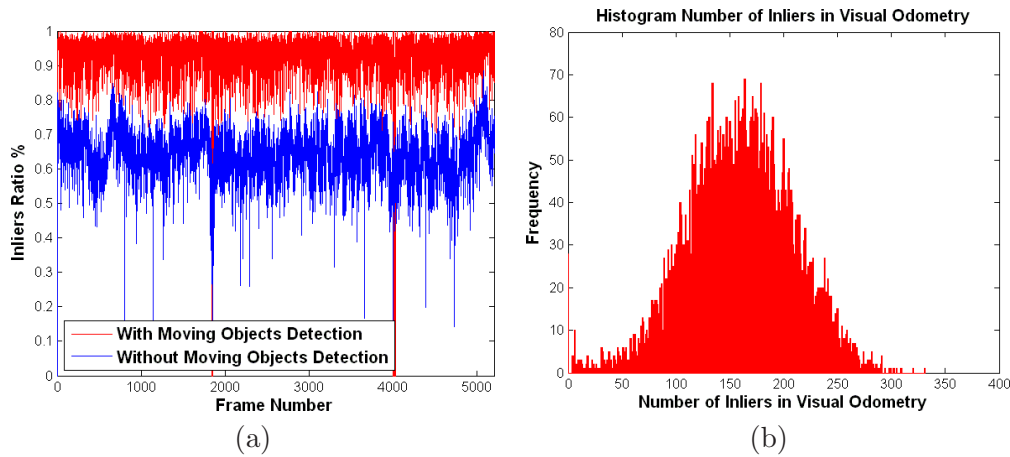 1
0.9
0.8
0.7
0.6
0.5
0.4
0.3
0.2
0.1
0
Inliers Ratio %
With Moving Objects Detection
Without Moving Objects Detection
0 1000 2000 3000 4000 5000
Frame Number
(a)
Histogram Number of Inliers in Visual Odometry
80
70
60
50
40
30
20
10
0
Frequency
0 50 100 150 200 250 300 350 400
Number of Inliers in Visual Odometry
(b)